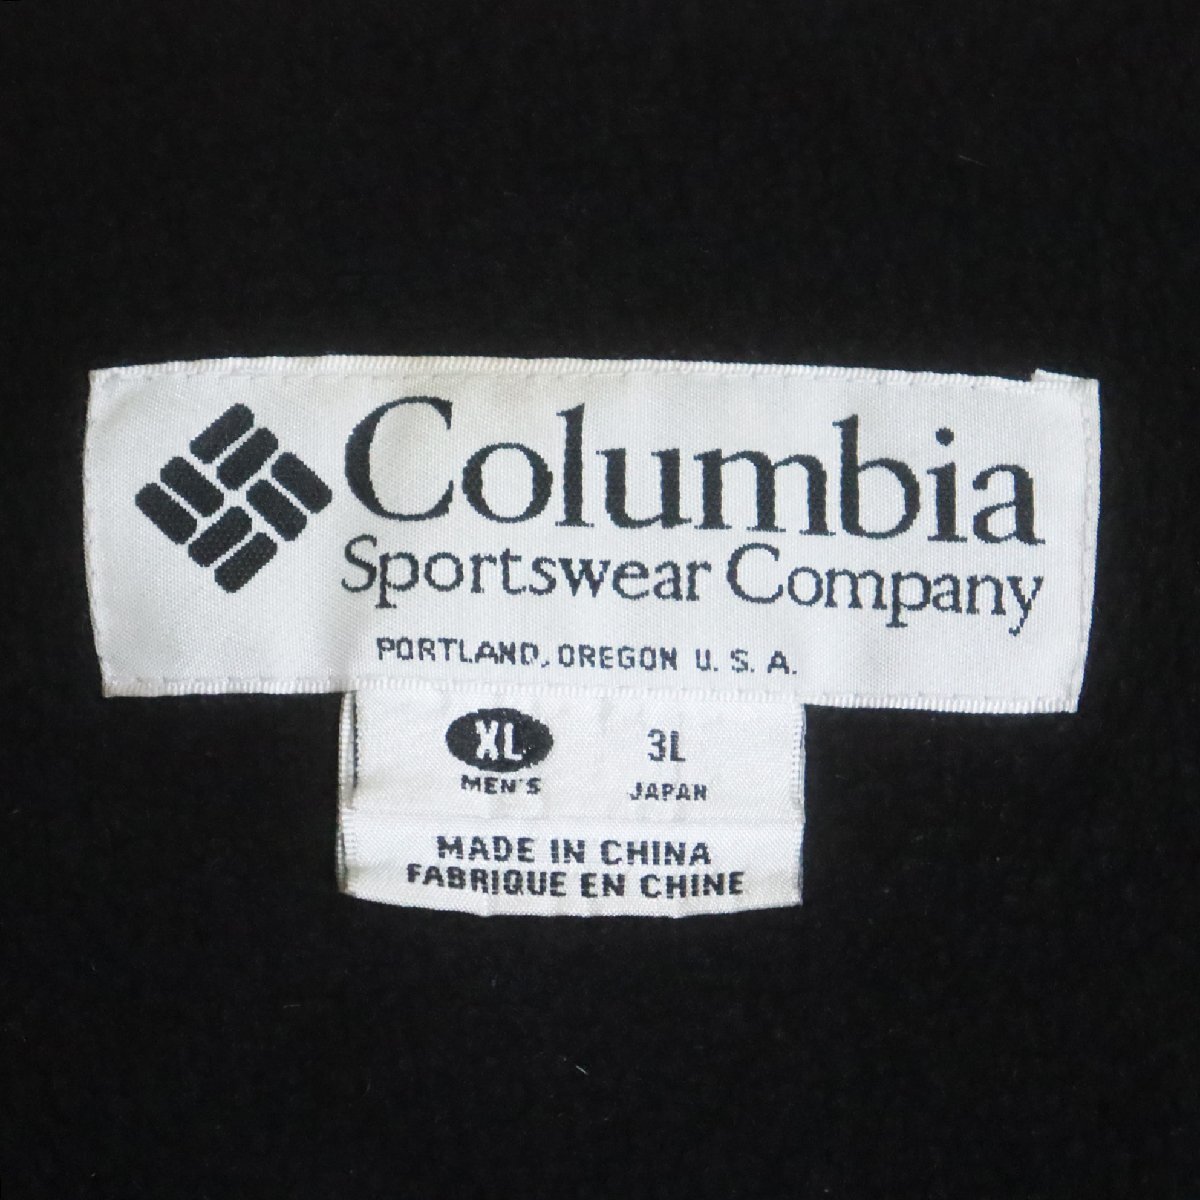 Columbia
Sportswear Company
PORTLAND, OREGON U. S. A.
XL 3L
MEN'S JAPAN
MADE IN CHINA
FABRIQUE EN CHINE